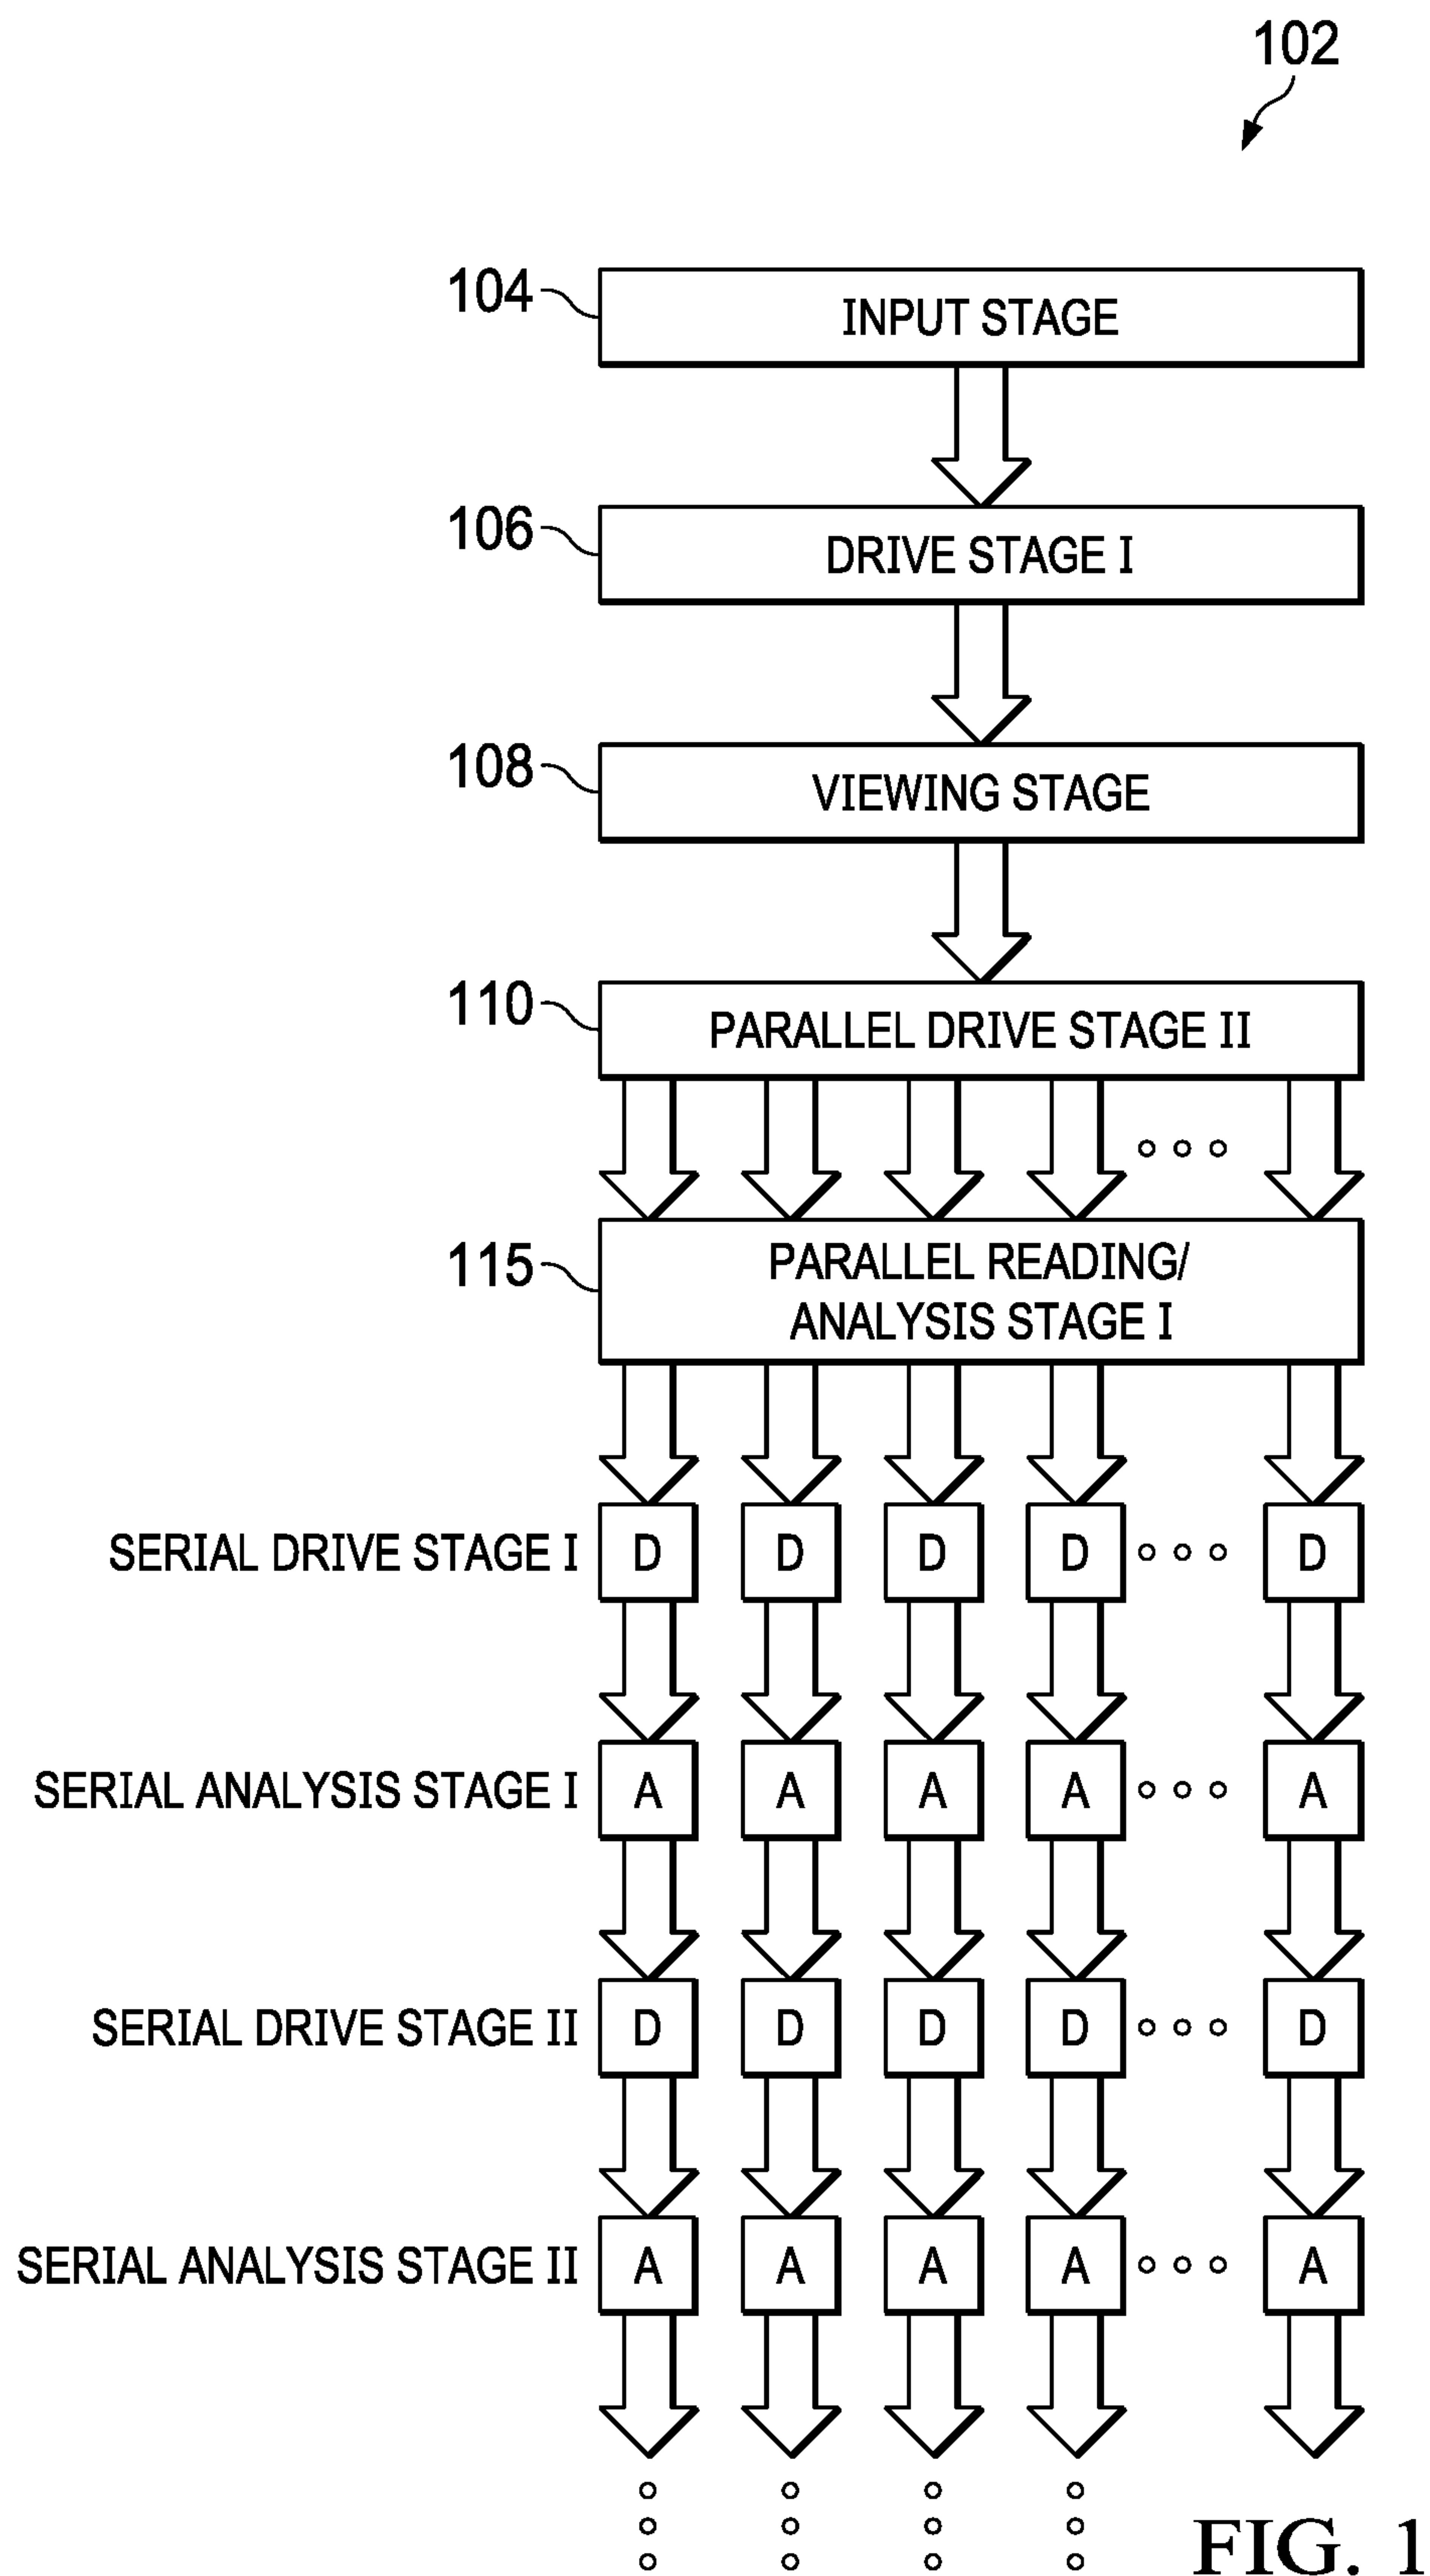 102
104 INPUT STAGE
106 DRIVE STAGE I
108 VIEWING STAGE
110 PARALLEL DRIVE STAGE II
115 PARALLEL READING/
ANALYSIS STAGE I
SERIAL DRIVE STAGE I D D D D D
SERIAL ANALYSIS STAGE I A A A A A
SERIAL DRIVE STAGE II D D D D D
SERIAL ANALYSIS STAGE II A A A A A
FIG. 1